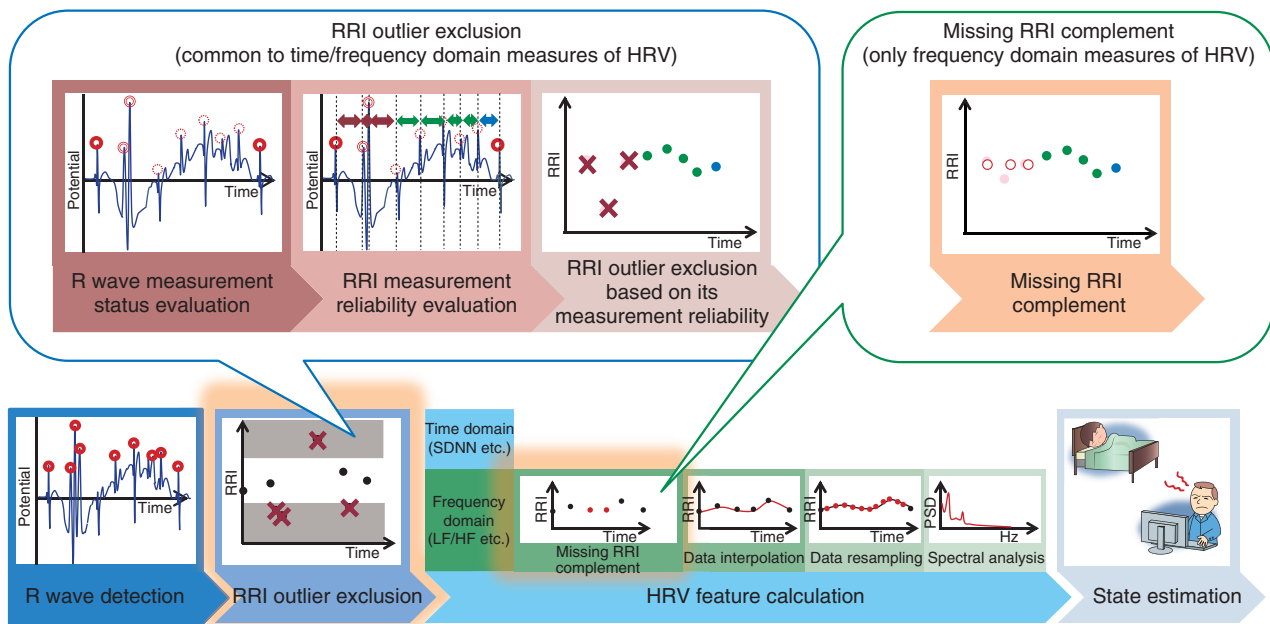 RRI outlier exclusion
(common to time/frequency domain measures of HRV)
Potential
Time
R wave measurement
status evaluation
Potential
Time
RRI measurement
reliability evaluation
RRI
Time
RRI outlier exclusion
based on its
measurement reliability
Missing RRI complement
(only frequency domain measures of HRV)
RRI
Time
Missing RRI
complement
Potential
Time
R wave detection
RRI
Time
RRI outlier exclusion
Time domain
(SDNN etc.)
Frequency
domain
(LF/HF etc.)
RRI
Time
Missing RRI
complement
RRI
Time
Data interpolation
RRI
Time
Data resampling
PSD
Hz
Spectral analysis
HRV feature calculation
State estimation